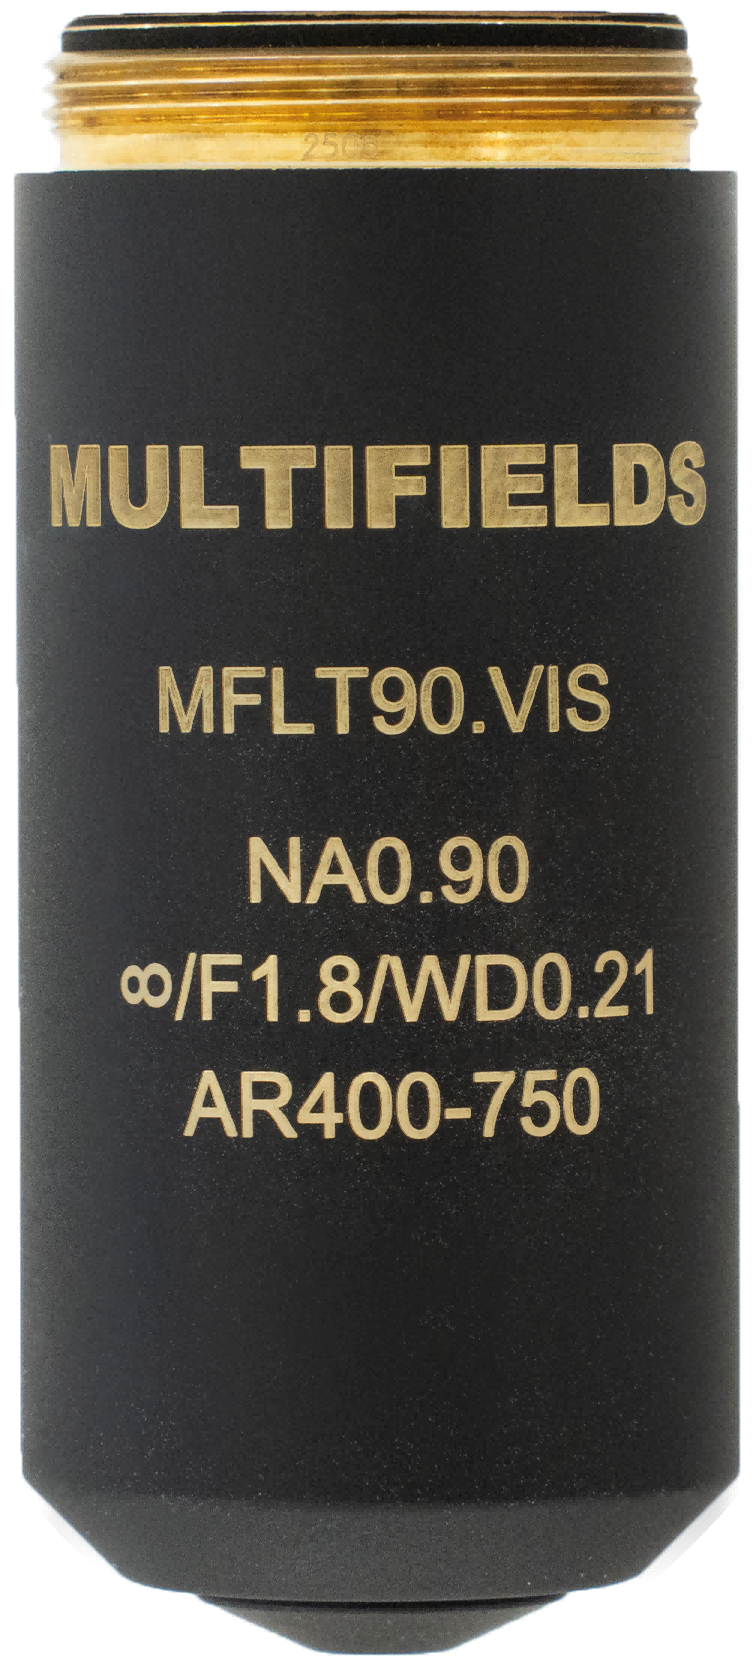 2508
MULTIFIELDS
MFLT90.VIS
NA0.90
∞/F1.8/WD0.21
AR400-750